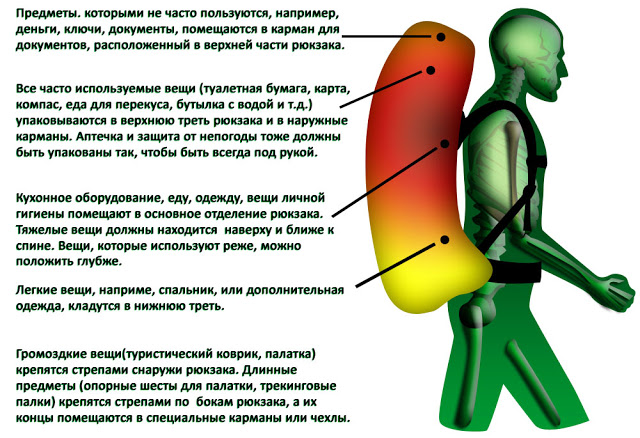 Предметы. которыми не часто пользуются, например,
деньги, ключи, документы, помещаются в карман для
документов, расположенный в верхней части рюкзака.
Все часто используемые вещи (туалетная бумага, карта,
компас, еда для перекуса, бутылка с водой и т.д.)
упаковываются в верхнюю треть рюкзака и в наружные
карманы. Аптечка и защита от непогоды тоже должны
быть упакованы так, чтобы быть всегда под рукой.
Кухонное оборудование, еду, одежду, вещи личной
гигиены помещают в основное отделение рюкзака.
Тяжелые вещи должны находится наверху и ближе к
спине. Вещи, которые используют реже, можно
положить глубже.
Легкие вещи, наприме, спальник, или дополнительная
одежда, кладутся в нижнюю треть.
Громоздкие вещи(туристический коврик, палатка)
крепятся стрепами снаружи рюкзака. Длинные
предметы (опорные шесты для палатки, трекинговые
палки) крепятся стрепами по бокам рюкзака, а их
концы помещаются в специальные карманы или чехлы.